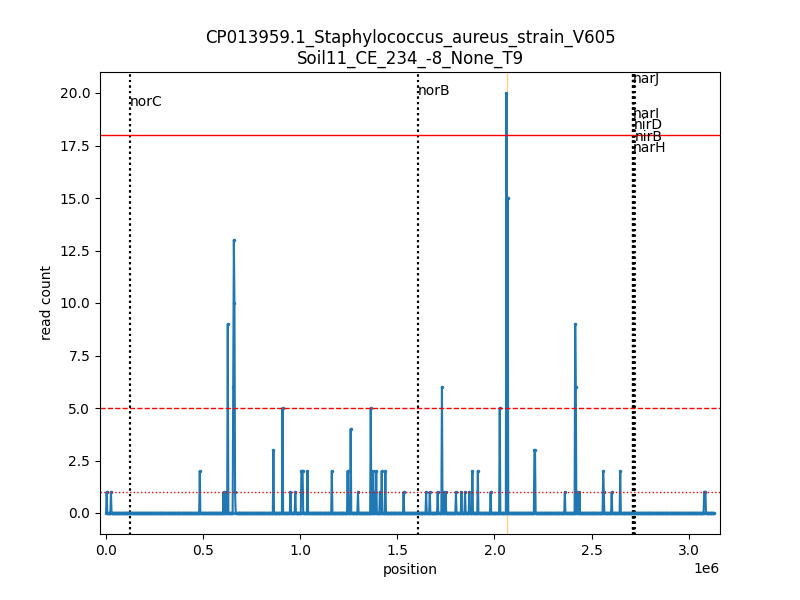 CP013959.1_Staphylococcus_aureus_strain_V605
Soil11_CE_234_-8_None_T9
narJ
norB
norC
narI
nirD
nirB
narH
20.0
17.5
15.0
12.5
10.0
7.5
5.0
2.5
0.0
read count
0.0 0.5 1.0 1.5 2.0 2.5 3.0
1e6
position